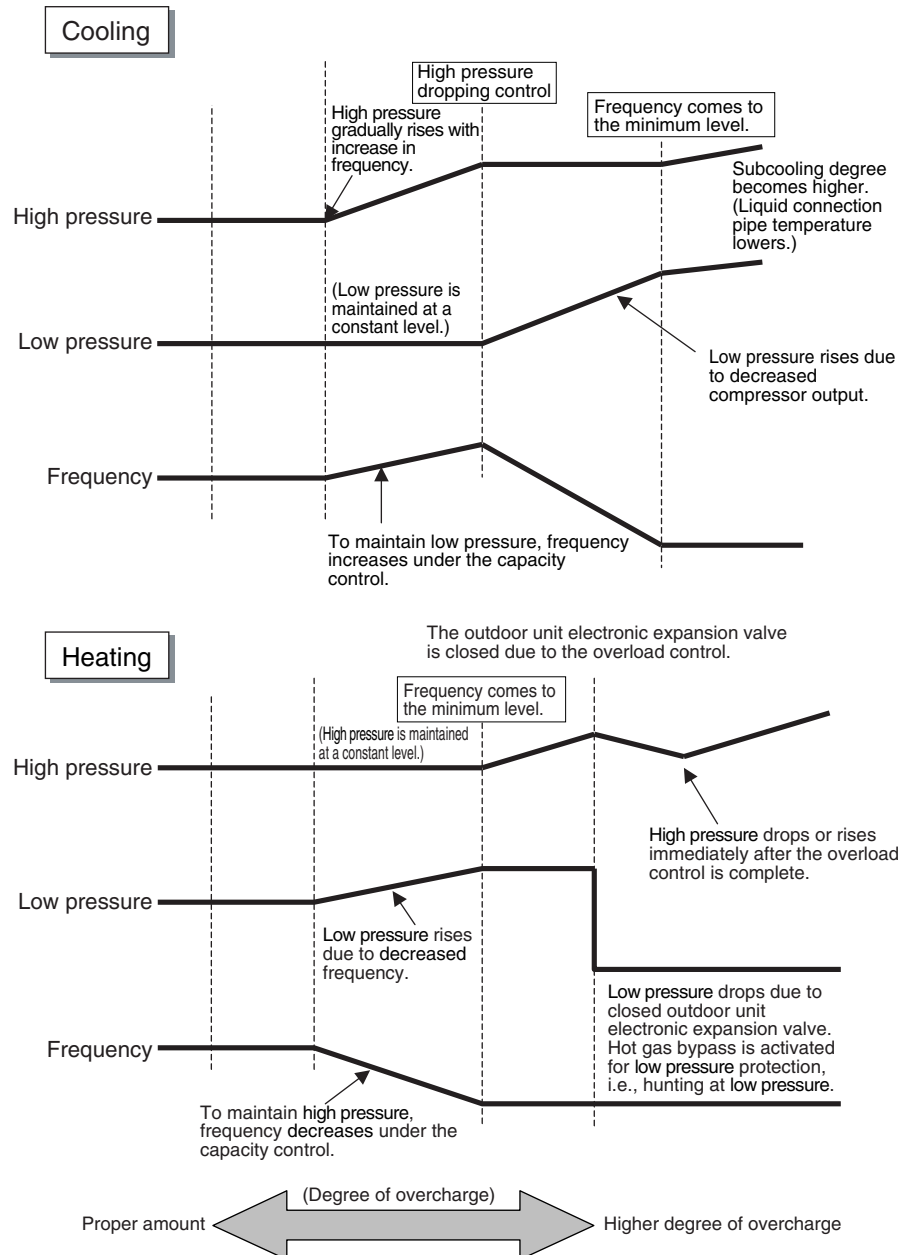 Cooling
High pressure
dropping control
Frequency comes to
the minimum level.
High pressure
gradually rises with
increase in
frequency.
Subcooling degree
becomes higher.
(Liquid connection
pipe temperature
lowers.)
High pressure
(Low pressure is
maintained at a
constant level.)
Low pressure
Low pressure rises due
to decreased
compressor output.
Frequency
To maintain low pressure, frequency
increases under the capacity
control.
Heating
The outdoor unit electronic expansion valve
is closed due to the overload control.
Frequency comes to
the minimum level.
(High pressure is maintained
at a constant level.)
High pressure
High pressure drops or rises
immediately after the overload
control is complete.
Low pressure
Low pressure rises
due to decreased
frequency.
Low pressure drops due to
closed outdoor unit
electronic expansion valve.
Hot gas bypass is activated
for low pressure protection,
i.e., hunting at low pressure.
Frequency
To maintain high pressure,
frequency decreases under the
capacity control.
(Degree of overcharge)
Proper amount
Higher degree of overcharge